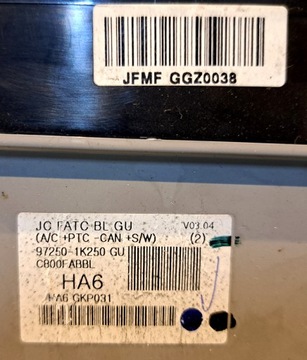 JFMF GGZ0038
JC FATC-BL GU V03.04
(A/C +PTC -CAN +S/W) (2)
97250-1K250 GU
C800FABBL
HA6
HA6 GKP031